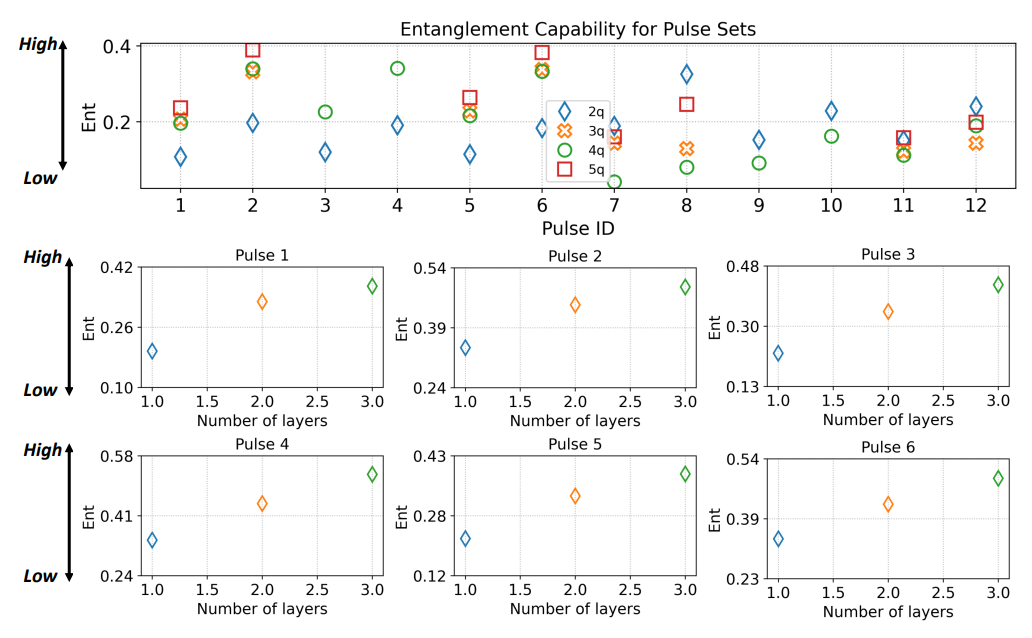 Entanglement Capability for Pulse Sets
High
0.4
Ent
0.2
2q
3q
4q
5q
Low
1 2 3 4 5 6 7 8 9 10 11 12
Pulse ID
Pulse 1 Pulse 2 Pulse 3
High
0.42 0.54 0.48
Ent Ent Ent
0.26 0.39 0.30
Low
0.10 0.24 0.13
1.0 1.5 2.0 2.5 3.0 1.0 1.5 2.0 2.5 3.0 1.0 1.5 2.0 2.5 3.0
Number of layers Number of layers Number of layers
Pulse 4 Pulse 5 Pulse 6
High
0.58 0.43 0.54
Ent Ent Ent
0.41 0.28 0.39
Low
0.24 0.12 0.23
1.0 1.5 2.0 2.5 3.0 1.0 1.5 2.0 2.5 3.0 1.0 1.5 2.0 2.5 3.0
Number of layers Number of layers Number of layers